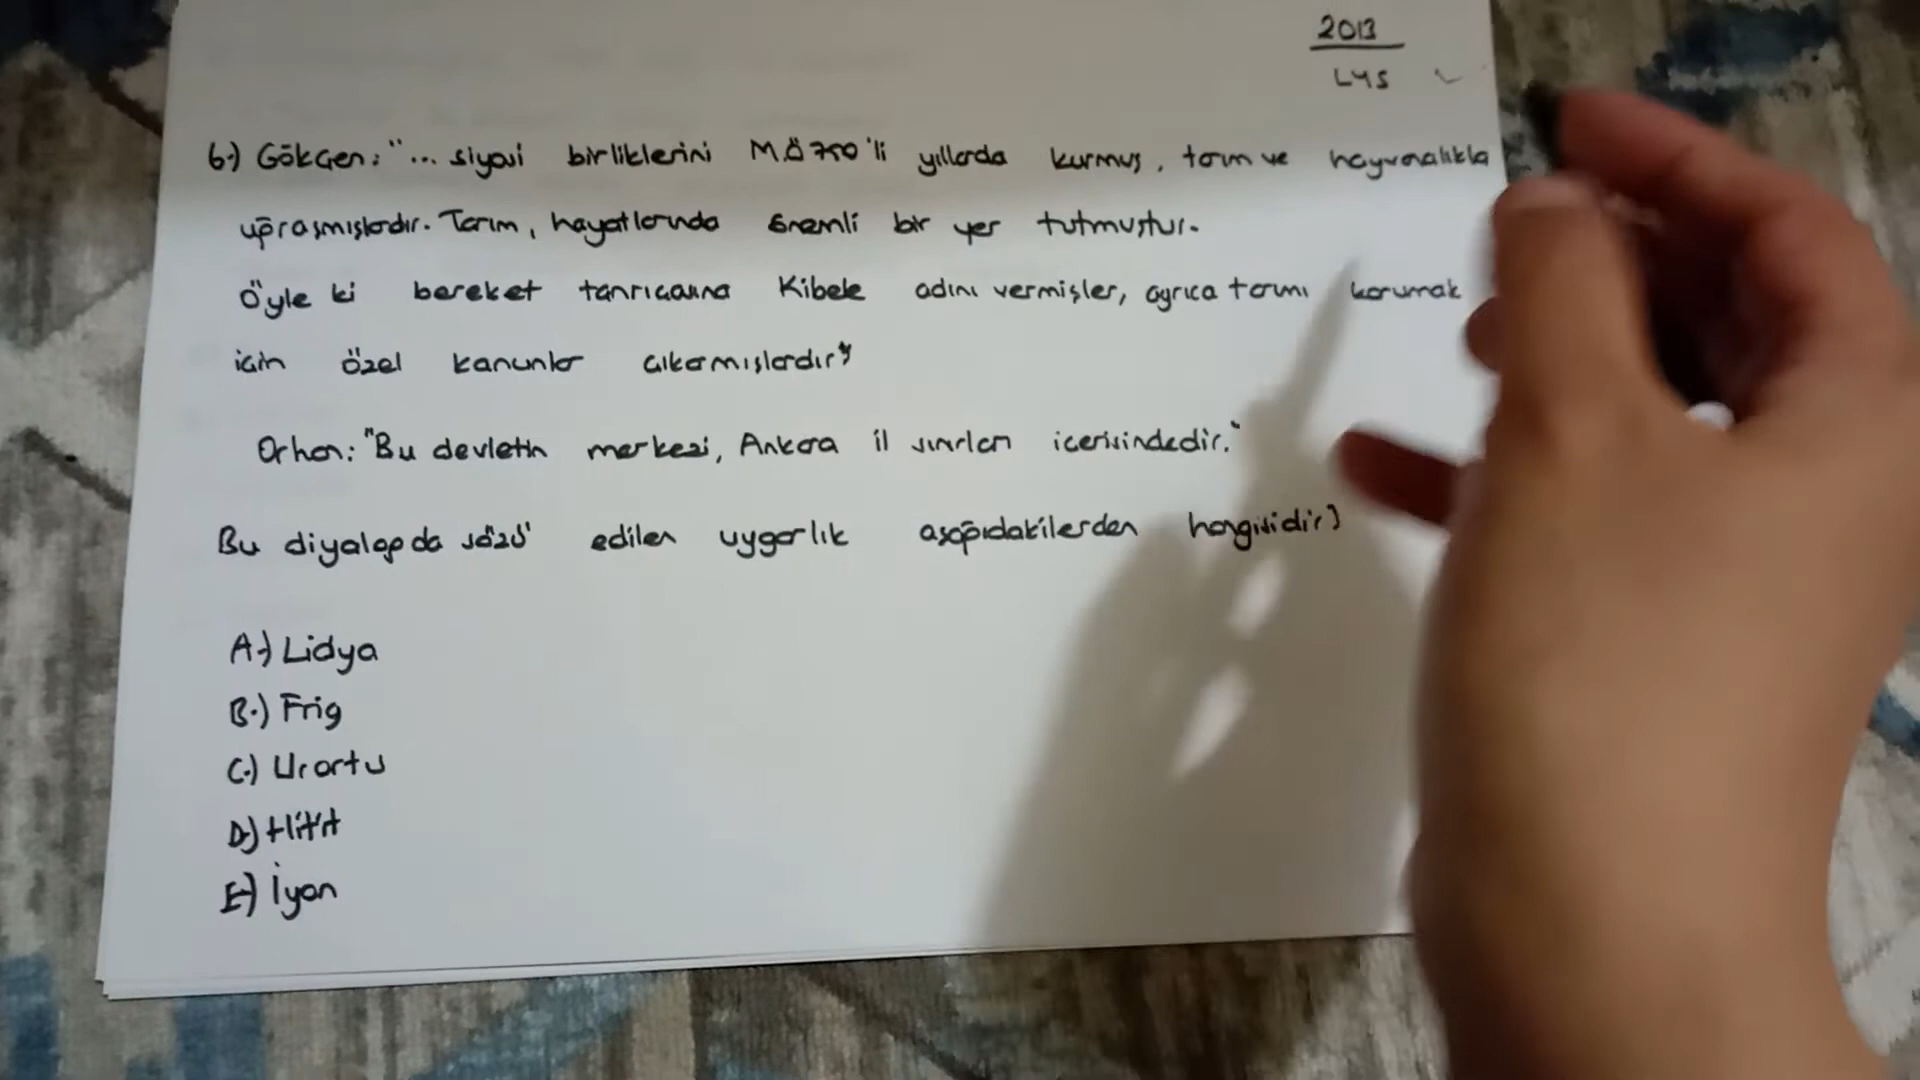 2013
LYS
6.) Gökçen: "... siyasi birliklerini MÖ 750'li yıllarda kurmuş, tarım ve hayvancılıkla
uğraşmışlardır. Tarım, hayatlarında önemli bir yer tutmuştur.
Öyle ki bereket tanrıçasına Kibele adını vermişler, ayrıca tarımı korumak
için özel kanunlar çıkarmışlardır"
Orhan: "Bu devletin merkezi, Ankara il sınırları içerisindedir."
Bu diyalogda sözü edilen uygarlık aşağıdakilerden hangisidir?
A-) Lidya
B-) Frig
C-) Urartu
D-) Hitit
E-) İyon